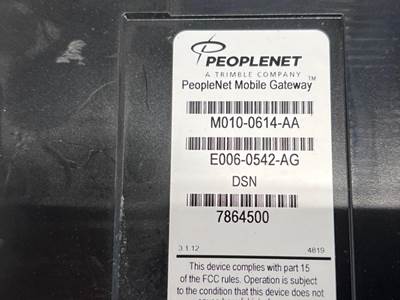 PEOPLENET
A TRIMBLE COMPANY
PeopleNet Mobile Gateway™
M010-0614-AA
E006-0542-AG
DSN
7864500
3.1.12 4819
This device complies with part 15
of the FCC rules. Operation is subject
to the condition that this device does not